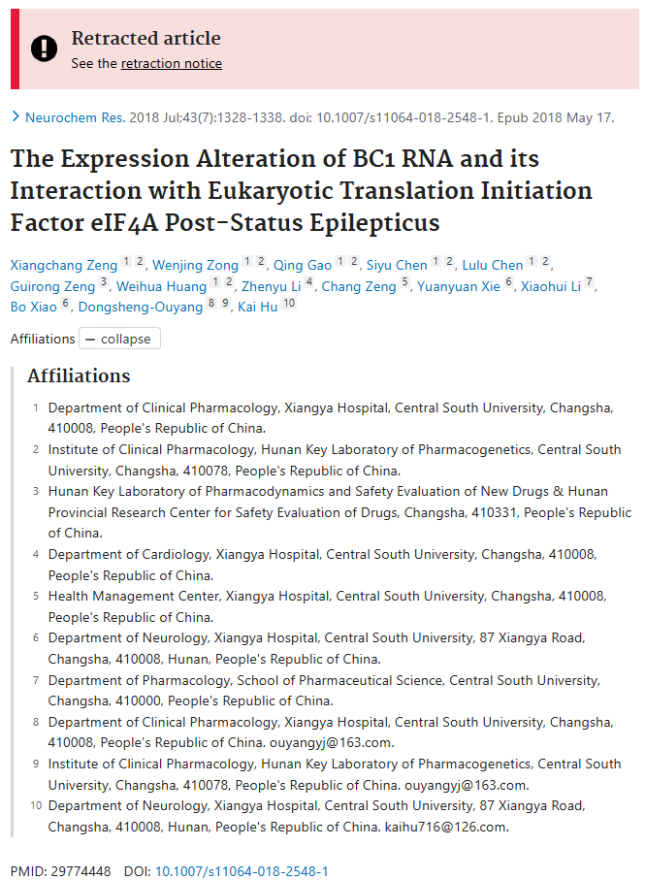 Retracted article
See the retraction notice
> Neurochem Res. 2018 Jul;43(7):1328-1338. doi: 10.1007/s11064-018-2548-1. Epub 2018 May 17.
The Expression Alteration of BC1 RNA and its
Interaction with Eukaryotic Translation Initiation
Factor eIF4A Post-Status Epilepticus
Xiangchang Zeng 1 2, Wenjing Zong 1 2, Qing Gao 1 2, Siyu Chen 1 2, Lulu Chen 1 2,
Guirong Zeng 3, Weihua Huang 1 2, Zhenyu Li 4, Chang Zeng 5, Yuanyuan Xie 6, Xiaohui Li 7,
Bo Xiao 6, Dongsheng-Ouyang 8 9, Kai Hu 10
Affiliations — collapse
Affiliations
1 Department of Clinical Pharmacology, Xiangya Hospital, Central South University, Changsha,
410008, People's Republic of China.
2 Institute of Clinical Pharmacology, Hunan Key Laboratory of Pharmacogenetics, Central South
University, Changsha, 410078, People's Republic of China.
3 Hunan Key Laboratory of Pharmacodynamics and Safety Evaluation of New Drugs & Hunan
Provincial Research Center for Safety Evaluation of Drugs, Changsha, 410331, People's Republic
of China.
4 Department of Cardiology, Xiangya Hospital, Central South University, Changsha, 410008,
People's Republic of China.
5 Health Management Center, Xiangya Hospital, Central South University, Changsha, 410008,
People's Republic of China.
6 Department of Neurology, Xiangya Hospital, Central South University, 87 Xiangya Road,
Changsha, 410008, Hunan, People's Republic of China.
7 Department of Pharmacology, School of Pharmaceutical Science, Central South University,
Changsha, 410000, People's Republic of China.
8 Department of Clinical Pharmacology, Xiangya Hospital, Central South University, Changsha,
410008, People's Republic of China. ouyangyj@163.com.
9 Institute of Clinical Pharmacology, Hunan Key Laboratory of Pharmacogenetics, Central South
University, Changsha, 410078, People's Republic of China. ouyangyj@163.com.
10 Department of Neurology, Xiangya Hospital, Central South University, 87 Xiangya Road,
Changsha, 410008, Hunan, People's Republic of China. kaihu716@126.com.
PMID: 29774448 DOI: 10.1007/s11064-018-2548-1